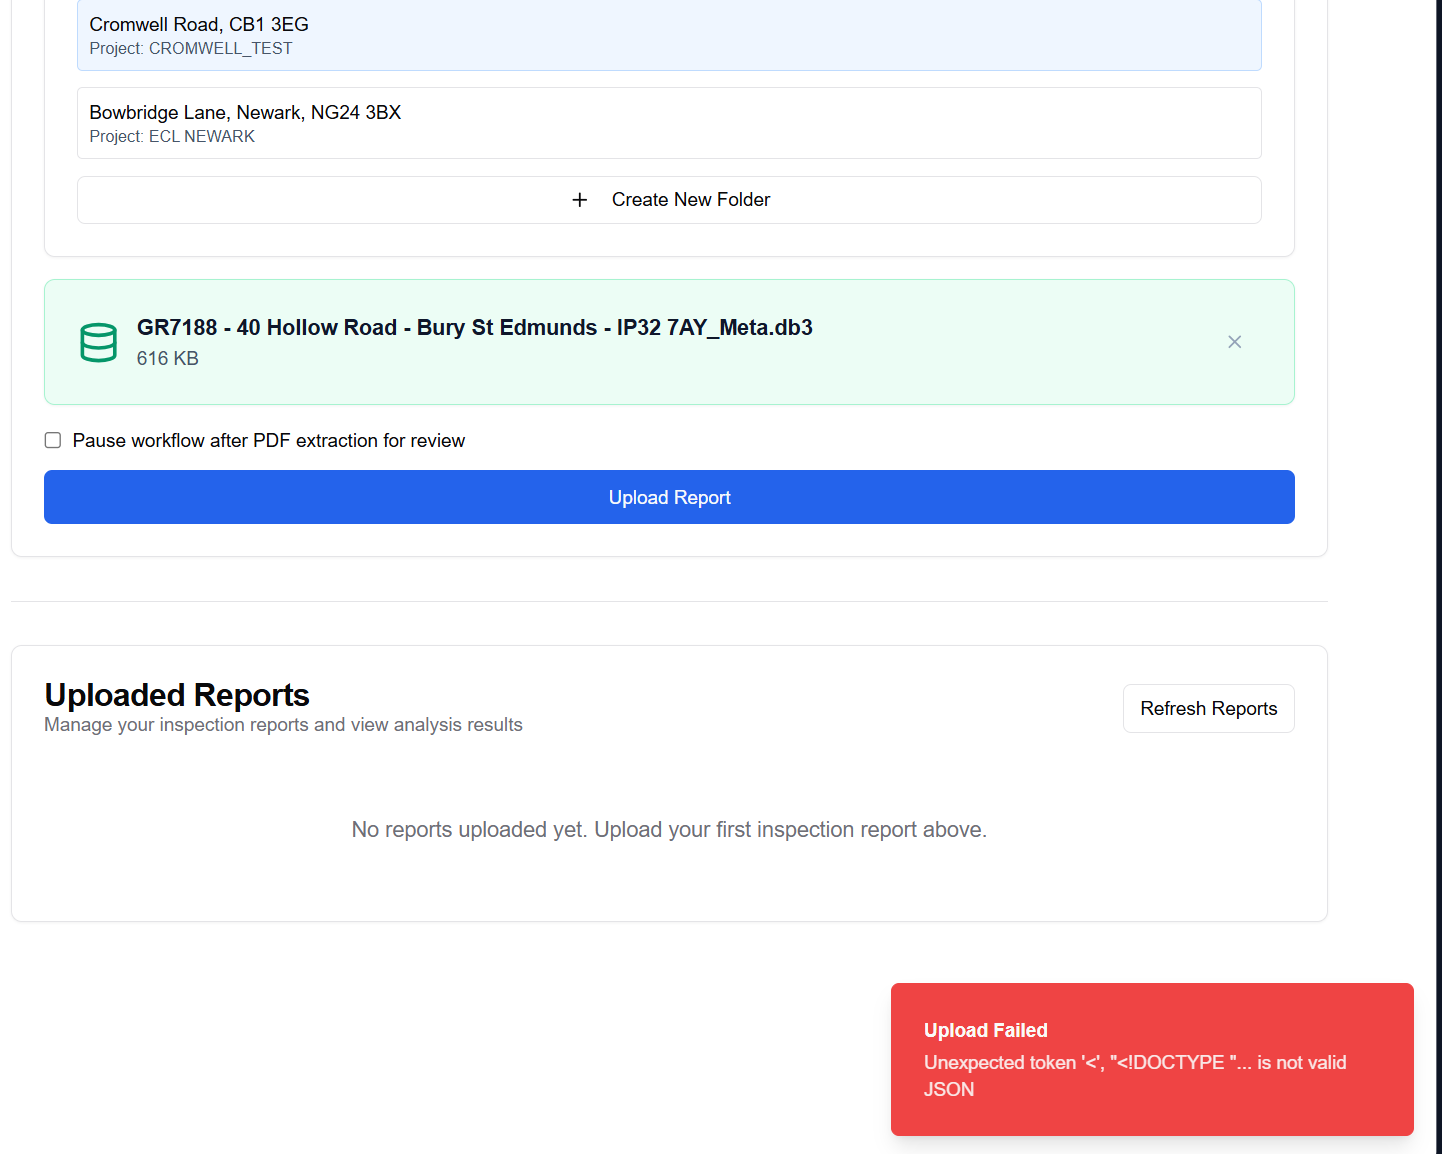 Cromwell Road, CB1 3EG
Project: CROMWELL_TEST
Bowbridge Lane, Newark, NG24 3BX
Project: ECL NEWARK
+ Create New Folder
GR7188 - 40 Hollow Road - Bury St Edmunds - IP32 7AY_Meta.db3
616 KB
Pause workflow after PDF extraction for review
Upload Report
Uploaded Reports
Manage your inspection reports and view analysis results
Refresh Reports
No reports uploaded yet. Upload your first inspection report above.
Upload Failed
Unexpected token '<', "<!DOCTYPE "... is not valid
JSON